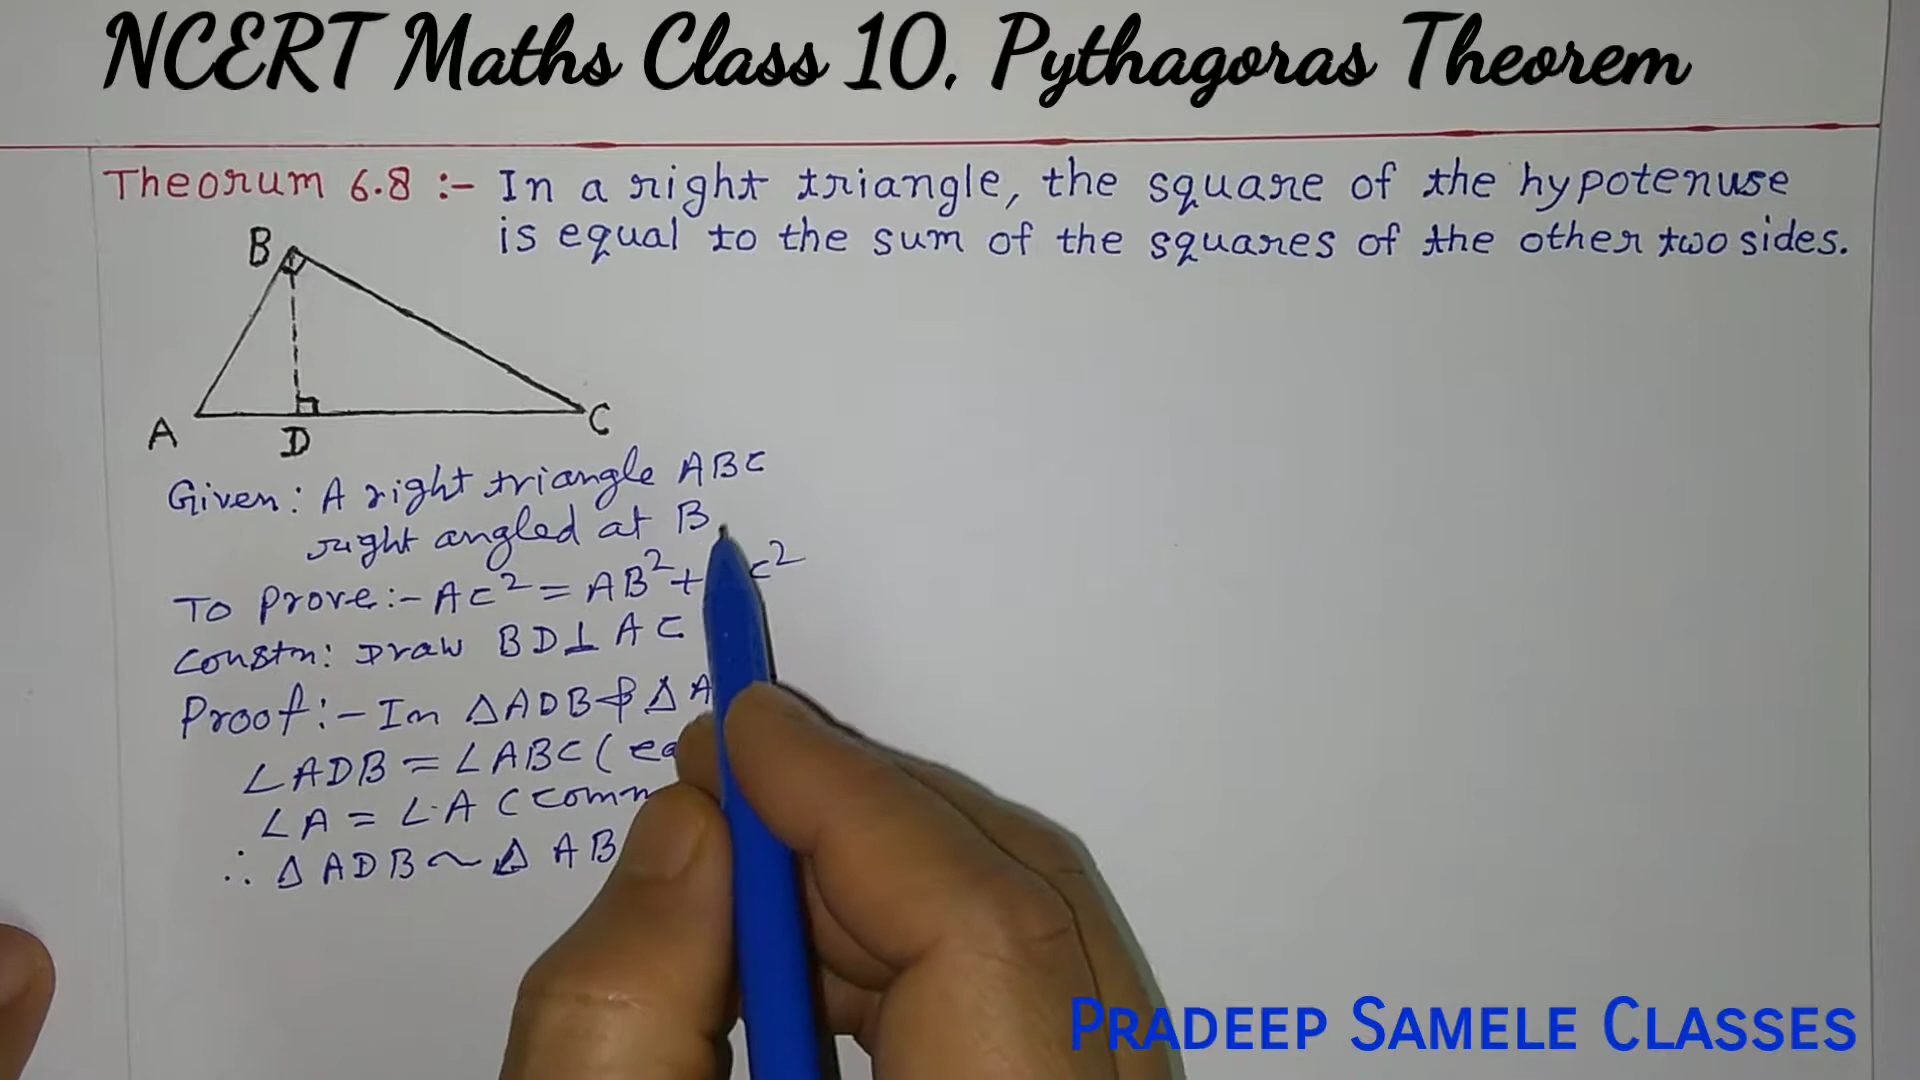 NCERT Maths Class 10. Pythagoras Theorem
Theorum 6.8 :- In a right triangle, the square of the hypotenuse
is equal to the sum of the squares of the other two sides.
B
A
D
C
Given: A right triangle ABC
right angled at B
To Prove:- AC² = AB² + C²
Constn: Draw BD⊥AC
Proof:- In ΔADB & ΔA
∠ADB = ∠ABC (
∠A = ∠A (comm
∴ ΔADB ~ ΔAB
PRADEEP SAMELE CLASSES